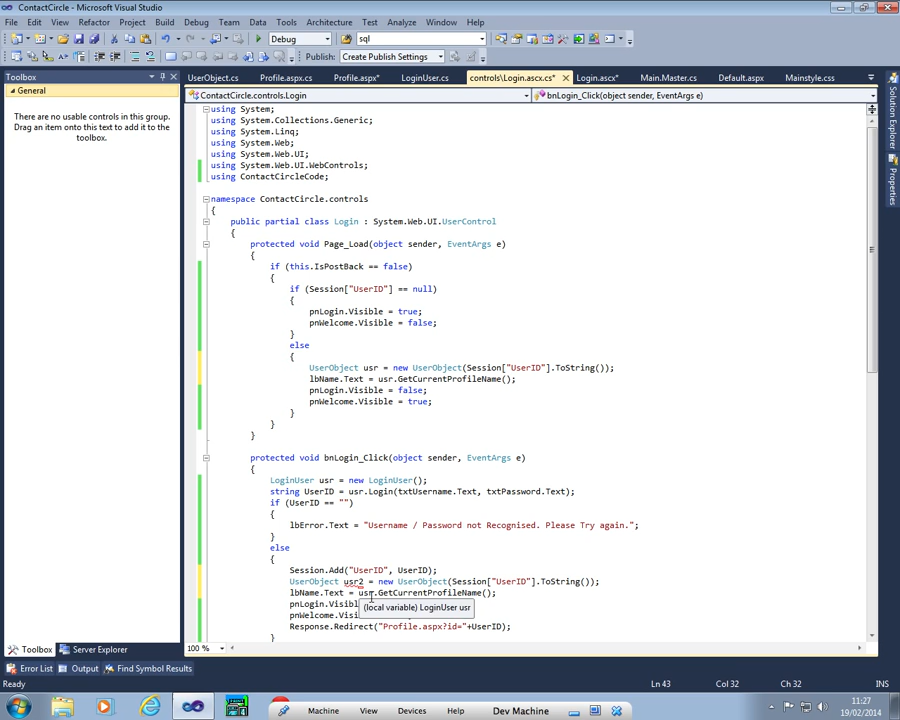 ContactCircle - Microsoft Visual Studio
File Edit View Refactor Project Build Debug Team Data Tools Architecture Test Analyze Window Help
Debug sql
Publish: Create Publish Settings
Toolbox
UserObject.cs Profile.aspx.cs Profile.aspx* LoginUser.cs controls\Login.ascx.cs* Login.ascx* Main.Master.cs Default.aspx Mainstyle.css
General
ContactCircle.controls.Login bnLogin_Click(object sender, EventArgs e)
There are no usable controls in this group.
Drag an item onto this text to add it to the
toolbox.
using System;
using System.Collections.Generic;
using System.Linq;
using System.Web;
using System.Web.UI;
using System.Web.UI.WebControls;
using ContactCircleCode;
namespace ContactCircle.controls
{
public partial class Login : System.Web.UI.UserControl
{
protected void Page_Load(object sender, EventArgs e)
{
if (this.IsPostBack == false)
{
if (Session["UserID"] == null)
{
pnLogin.Visible = true;
pnWelcome.Visible = false;
}
else
{
UserObject usr = new UserObject(Session["UserID"].ToString());
lbName.Text = usr.GetCurrentProfileName();
pnLogin.Visible = false;
pnWelcome.Visible = true;
}
}
}
protected void bnLogin_Click(object sender, EventArgs e)
{
LoginUser usr = new LoginUser();
string UserID = usr.Login(txtUsername.Text, txtPassword.Text);
if (UserID == "")
{
lbError.Text = "Username / Password not Recognised. Please Try again.";
}
else
{
Session.Add("UserID", UserID);
UserObject usr2 = new UserObject(Session["UserID"].ToString());
lbName.Text = usr.GetCurrentProfileName();
pnLogin.Visibl
(local variable) LoginUser usr
pnWelcome.Visi
Response.Redirect("Profile.aspx?id="+UserID);
}
100 %
Toolbox Server Explorer
Error List Output Find Symbol Results
Ready Ln 43 Col 32 Ch 32 INS
Solution Explorer
Properties
Machine View Devices Help Dev Machine
11:27
19/02/2014